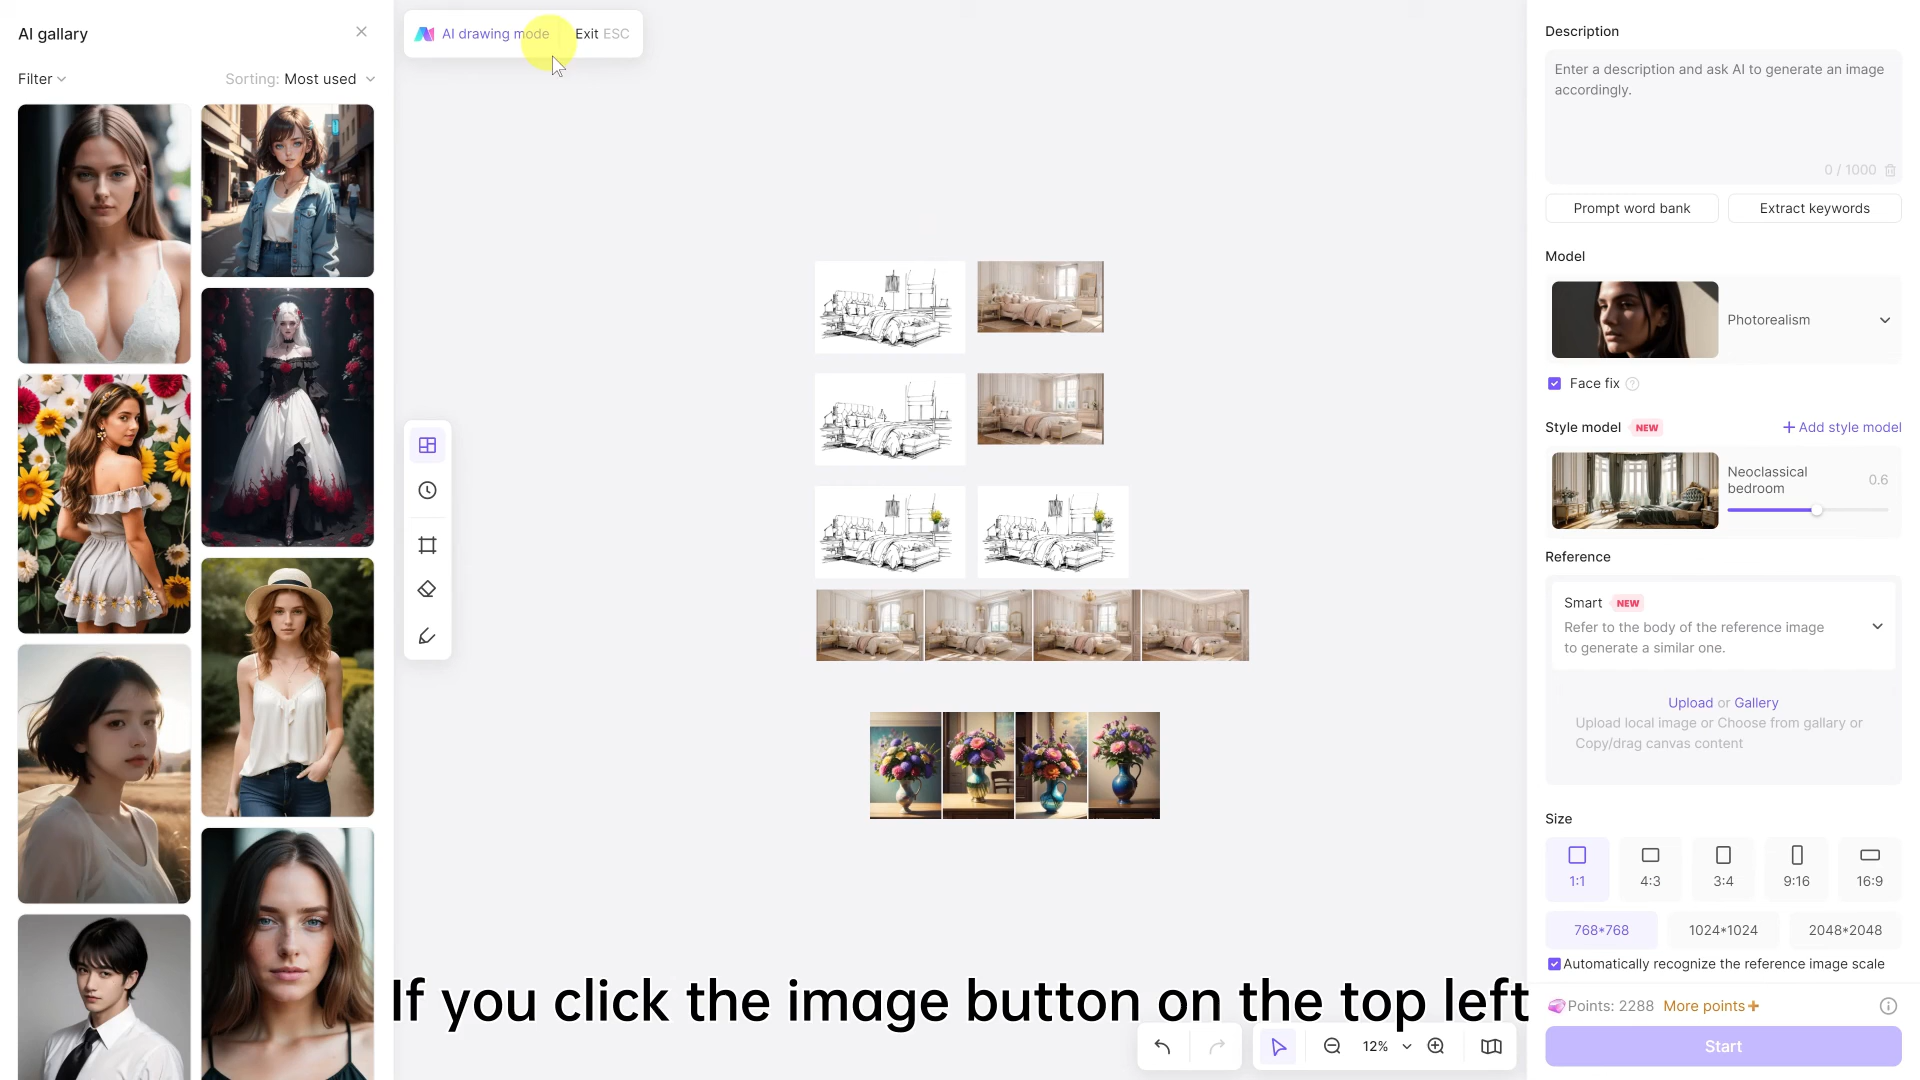 AI gallary
Filter
Sorting: Most used
AI drawing mode
Exit ESC
Description
Enter a description and ask AI to generate an image
accordingly.
0 / 1000
Prompt word bank
Extract keywords
Model
Photorealism
Face fix
Style model NEW
Add style model
Neoclassical
bedroom
0.6
Reference
Smart NEW
Refer to the body of the reference image
to generate a similar one.
Upload or Gallery
Upload local image or Choose from gallary or
Copy/drag canvas content
Size
1:1
4:3
3:4
9:16
16:9
768*768
1024*1024
2048*2048
Automatically recognize the reference image scale
Points: 2288 More points+
Start
If you click the image button on the top left
12%